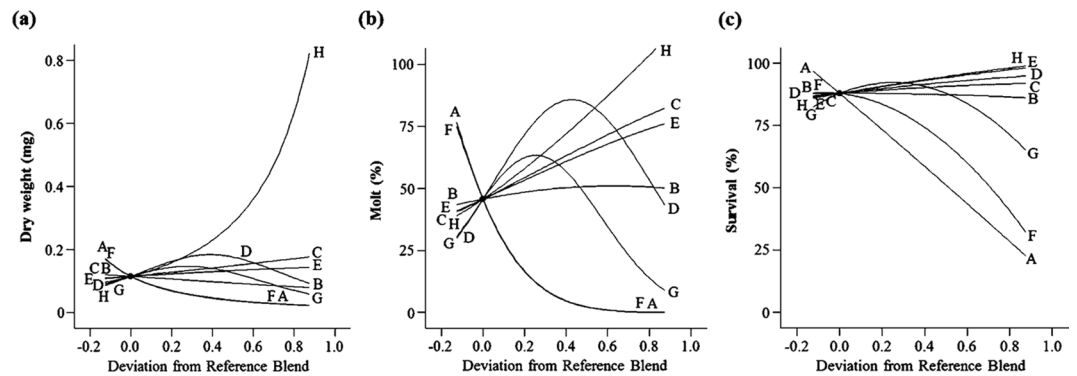 (a)
Dry weight (mg)
0.8
0.6
0.4
0.2
0
-0.2 0.0 0.2 0.4 0.6 0.8 1.0
Deviation from Reference Blend
H
A
F
C B
E
D
H
G
D
C
E
B
G
F A
(b)
Molt (%)
100
75
50
25
0
-0.2 0.0 0.2 0.4 0.6 0.8 1.0
Deviation from Reference Blend
H
A
F
C
E
B
E
C H
G D
B
D
G
F A
(c)
Survival (%)
100
75
50
25
0
-0.2 0.0 0.2 0.4 0.6 0.8 1.0
Deviation from Reference Blend
A
H E
D
C
B
D B F
H E C
G
G
F
A